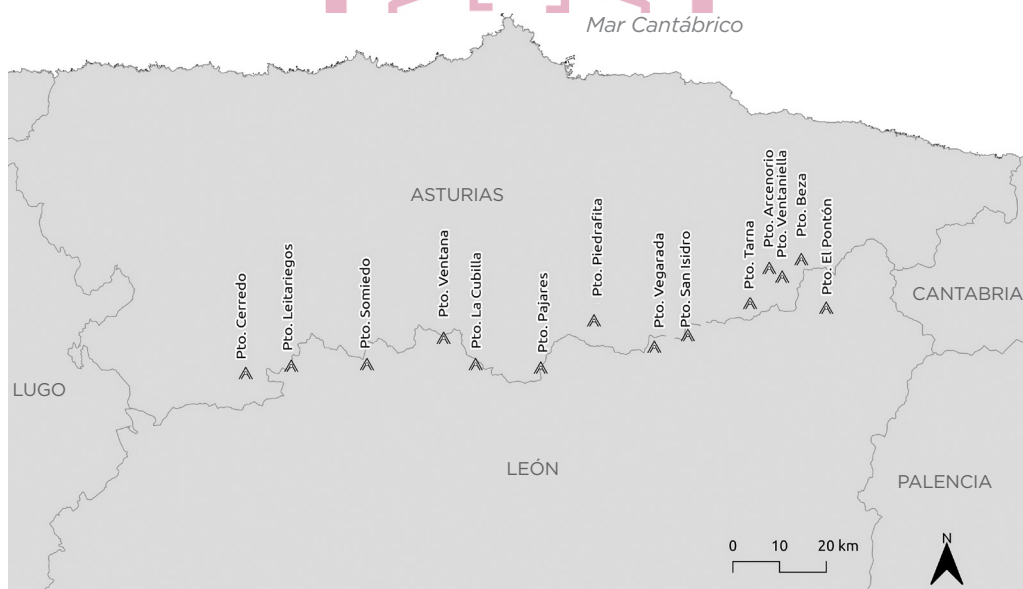 Mar Cantábrico
ASTURIAS
Pto. Cerredo
Pto. Leitariegos
Pto. Somiedo
Pto. Ventana
Pto. La Cubilla
Pto. Pajares
Pto. Piedrafita
Pto. Vegarada
Pto. San Isidro
Pto. Tarna
Pto. Arcenorio
Pto. Ventaniella
Pto. Beza
Pto. El Pontón
CANTABRIA
LUGO
LEÓN
PALENCIA
N
0 10 20 km